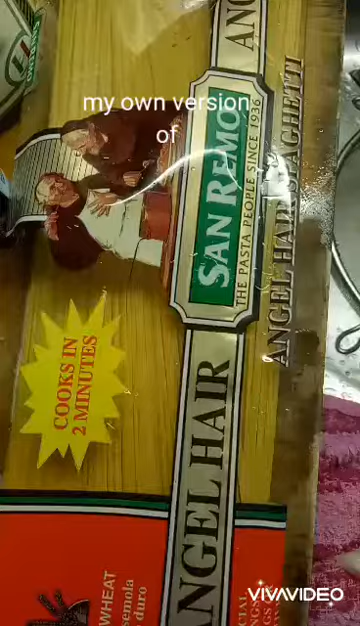 my own version
of
ANG
SAN REMO
THE PASTA PEOPLE SINCE 1936
ANGEL HAIR SPAGHETTI
COOKS IN
2 MINUTES
ANGEL HAIR
WHEAT
duro
VIVAVIDEO